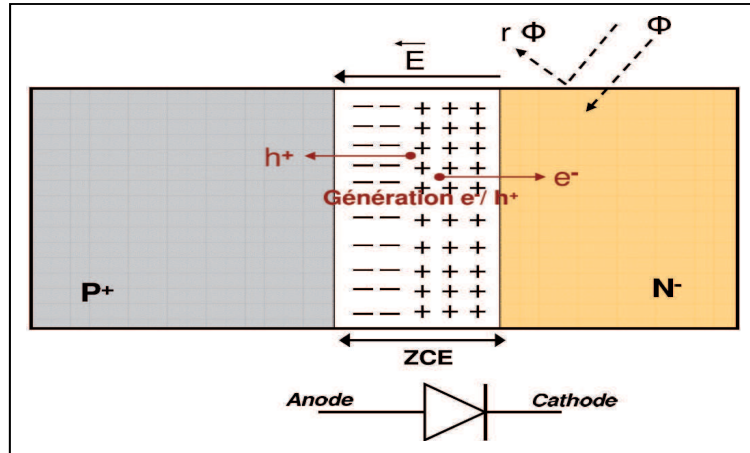 r Φ
Φ
E
h⁺
e⁻
Génération e⁻/ h⁺
P⁺
N⁻
ZCE
Anode
Cathode